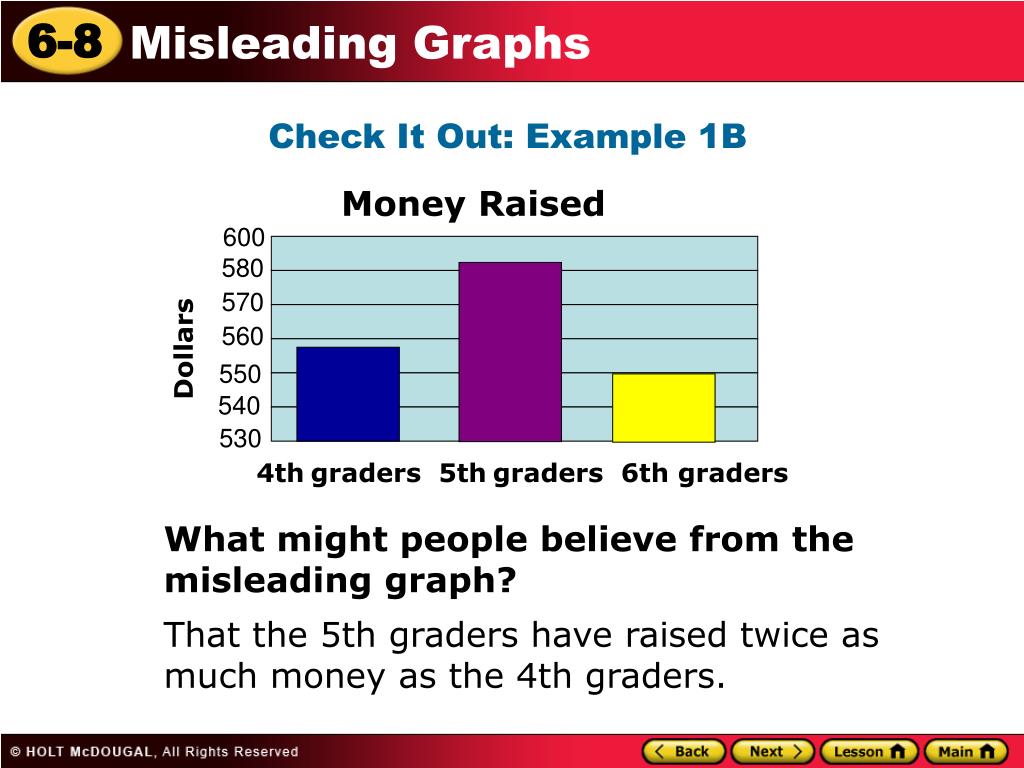 6-8 Misleading Graphs
Check It Out: Example 1B
Money Raised
600
580
570
560
550
540
530
Dollars
4th graders 5th graders 6th graders
What might people believe from the
misleading graph?
That the 5th graders have raised twice as
much money as the 4th graders.
© HOLT McDOUGAL, All Rights Reserved
< Back Next > Lesson Main